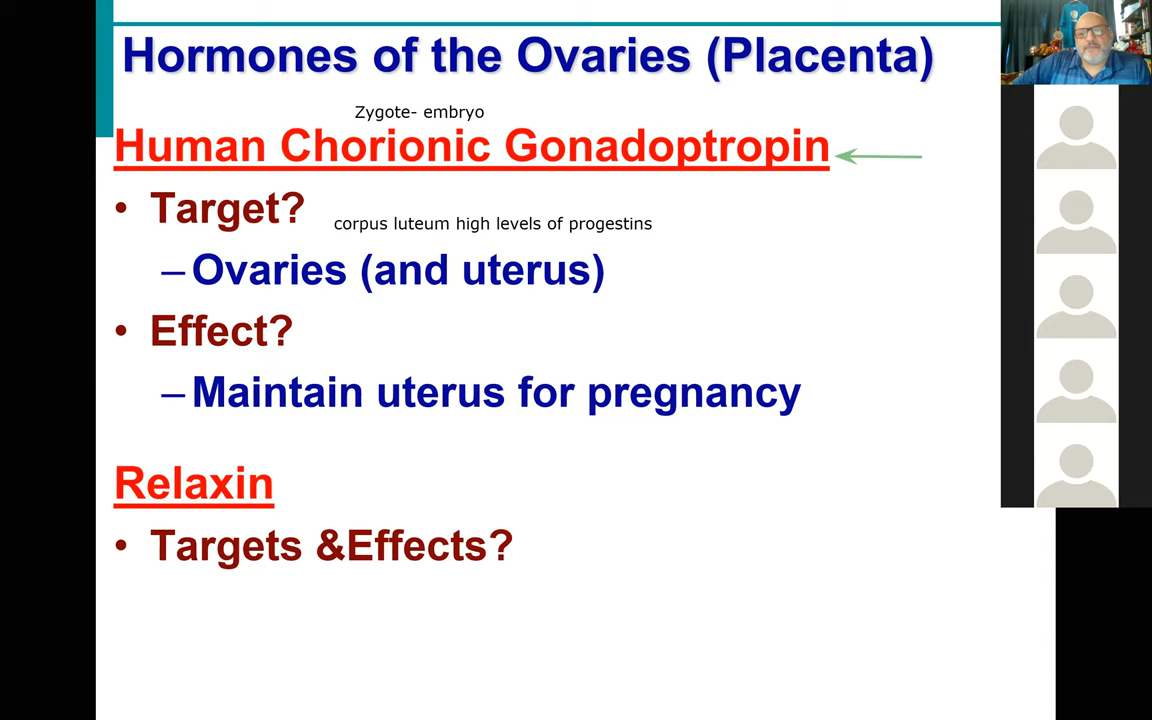 Hormones of the Ovaries (Placenta)
Zygote- embryo
Human Chorionic Gonadoptropin
• Target?
corpus luteum high levels of progestins
–Ovaries (and uterus)
• Effect?
–Maintain uterus for pregnancy
Relaxin
• Targets &Effects?